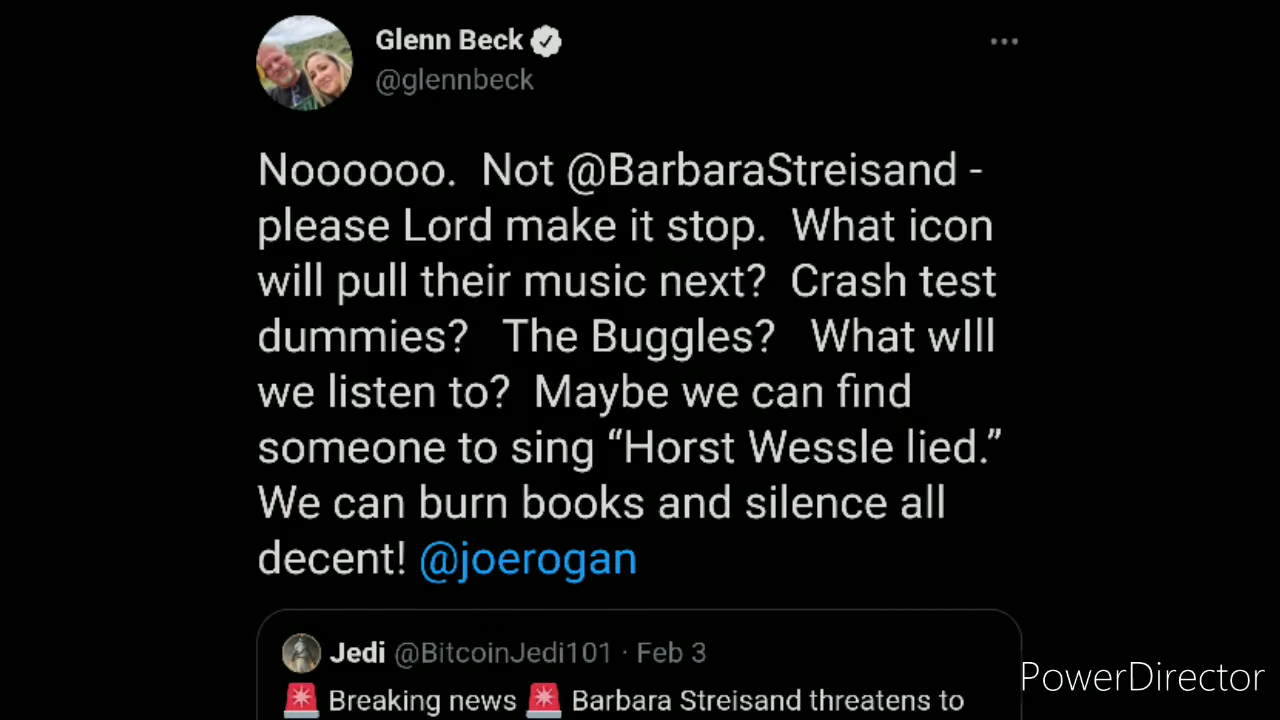 Glenn Beck
@glennbeck
Noooooo. Not @BarbaraStreisand -
please Lord make it stop. What icon
will pull their music next? Crash test
dummies? The Buggles? What wIll
we listen to? Maybe we can find
someone to sing “Horst Wessle lied.”
We can burn books and silence all
decent! @joerogan
Jedi @BitcoinJedi101 · Feb 3
🚨 Breaking news 🚨 Barbara Streisand threatens to
PowerDirector